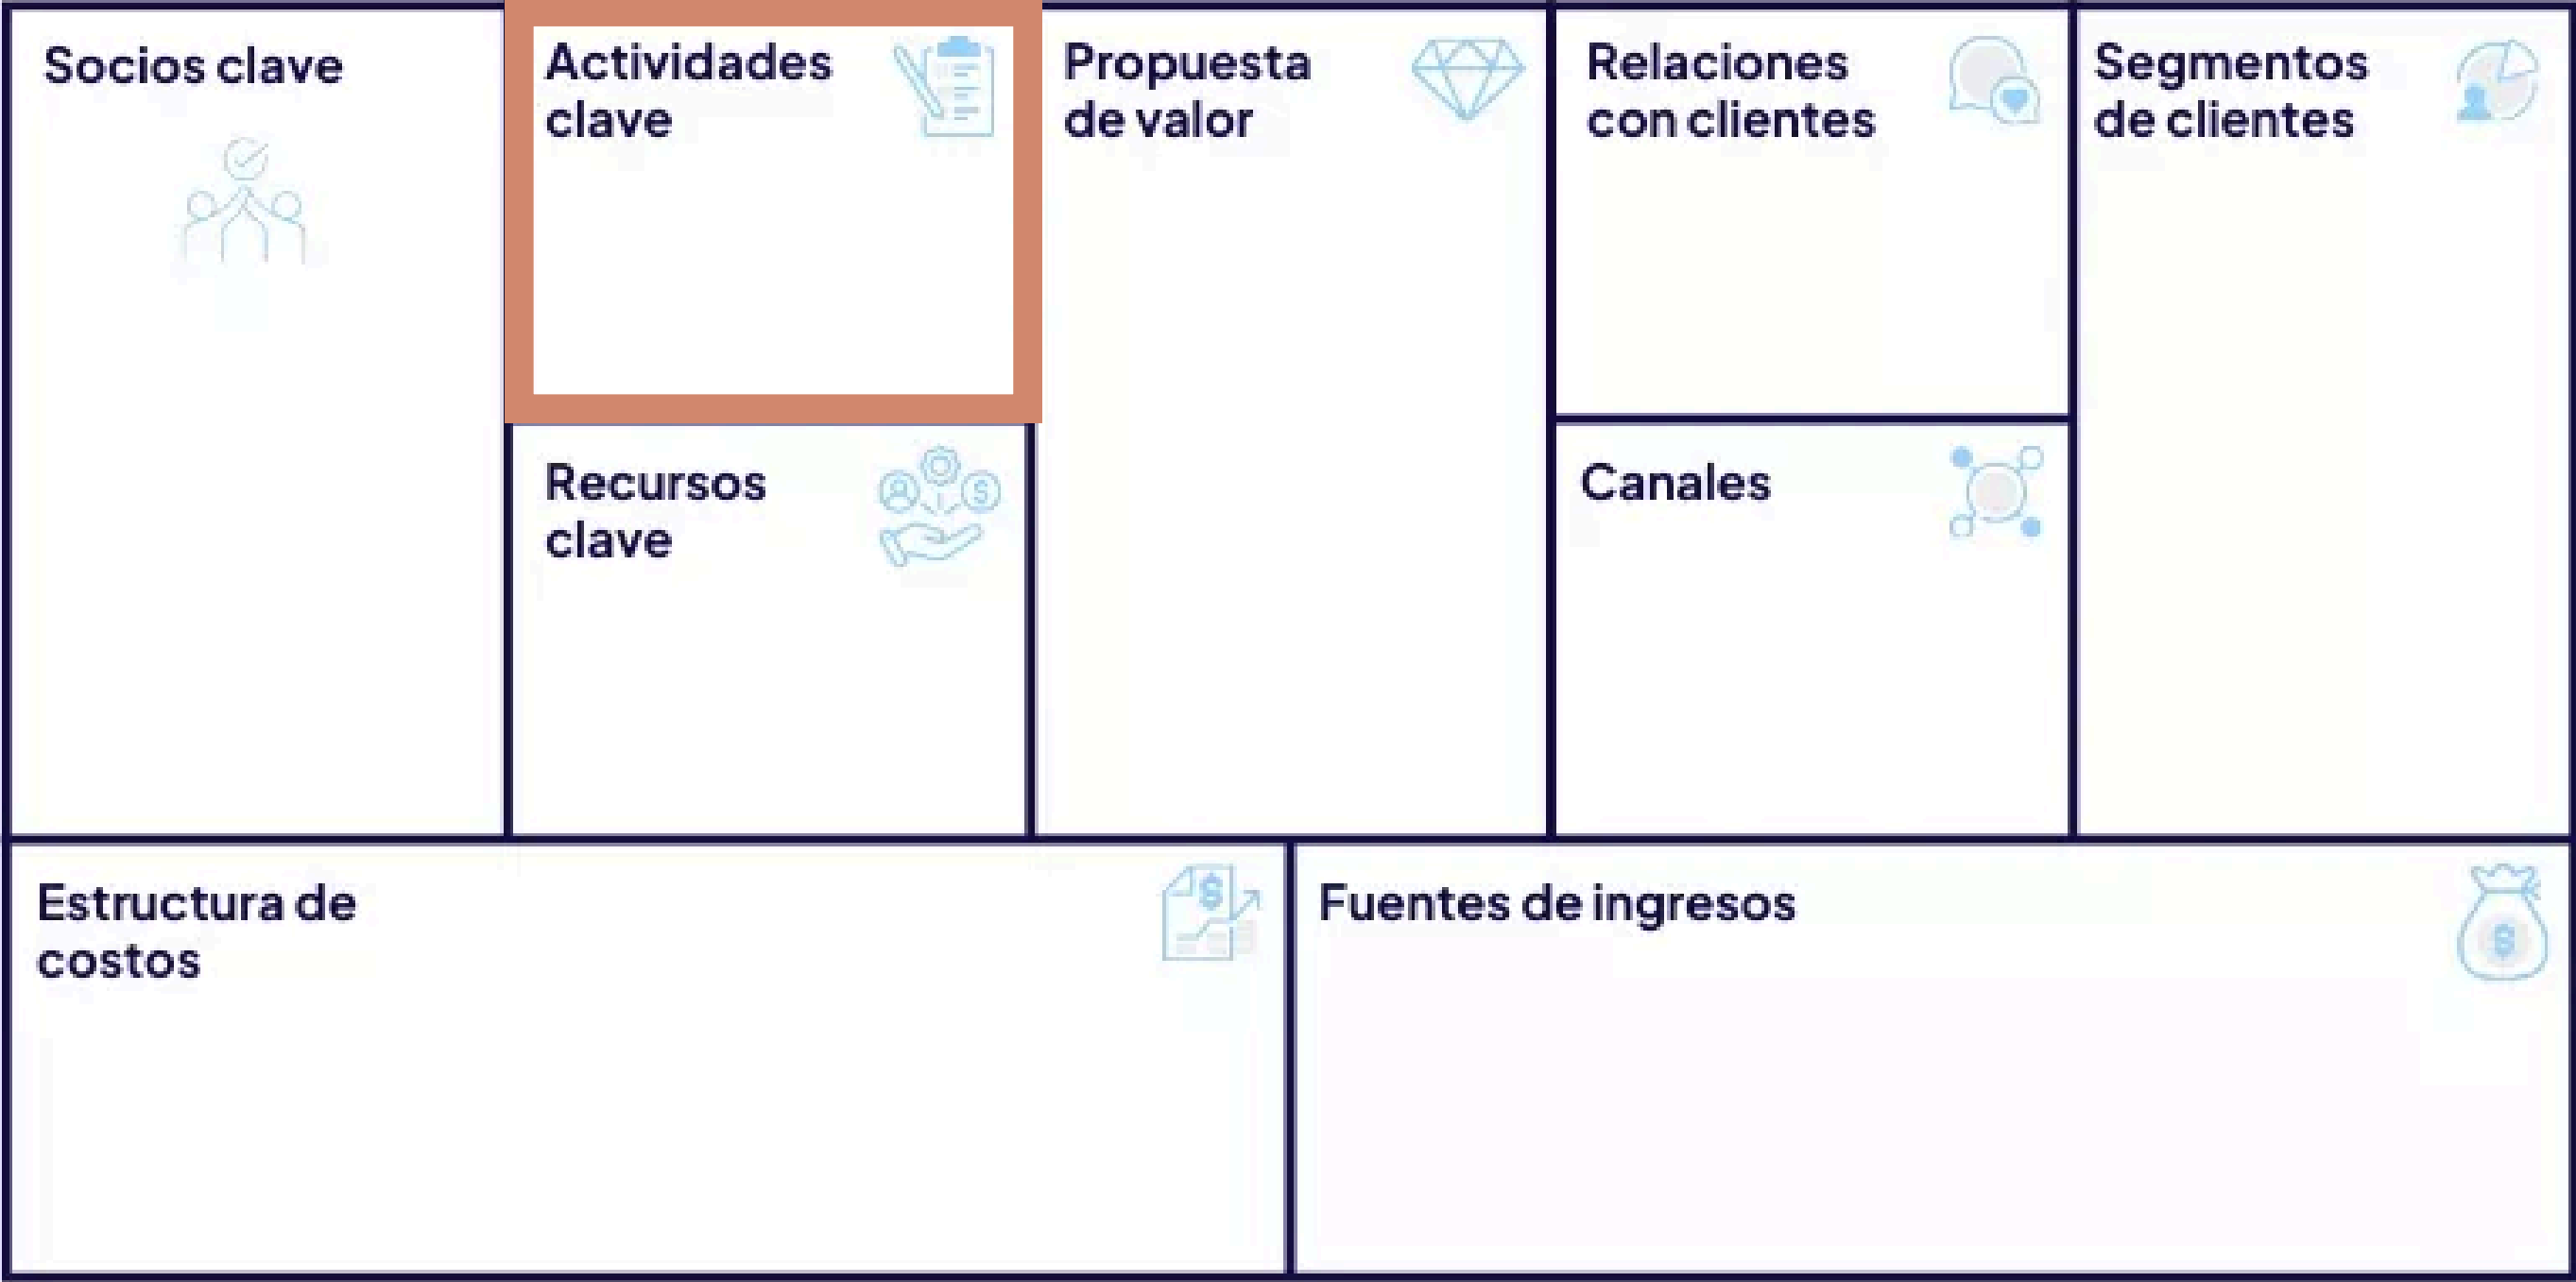 Socios clave
Actividades
clave
Propuesta
de valor
Relaciones
con clientes
Segmentos
de clientes
Recursos
clave
Canales
Estructura de
costos
Fuentes de ingresos